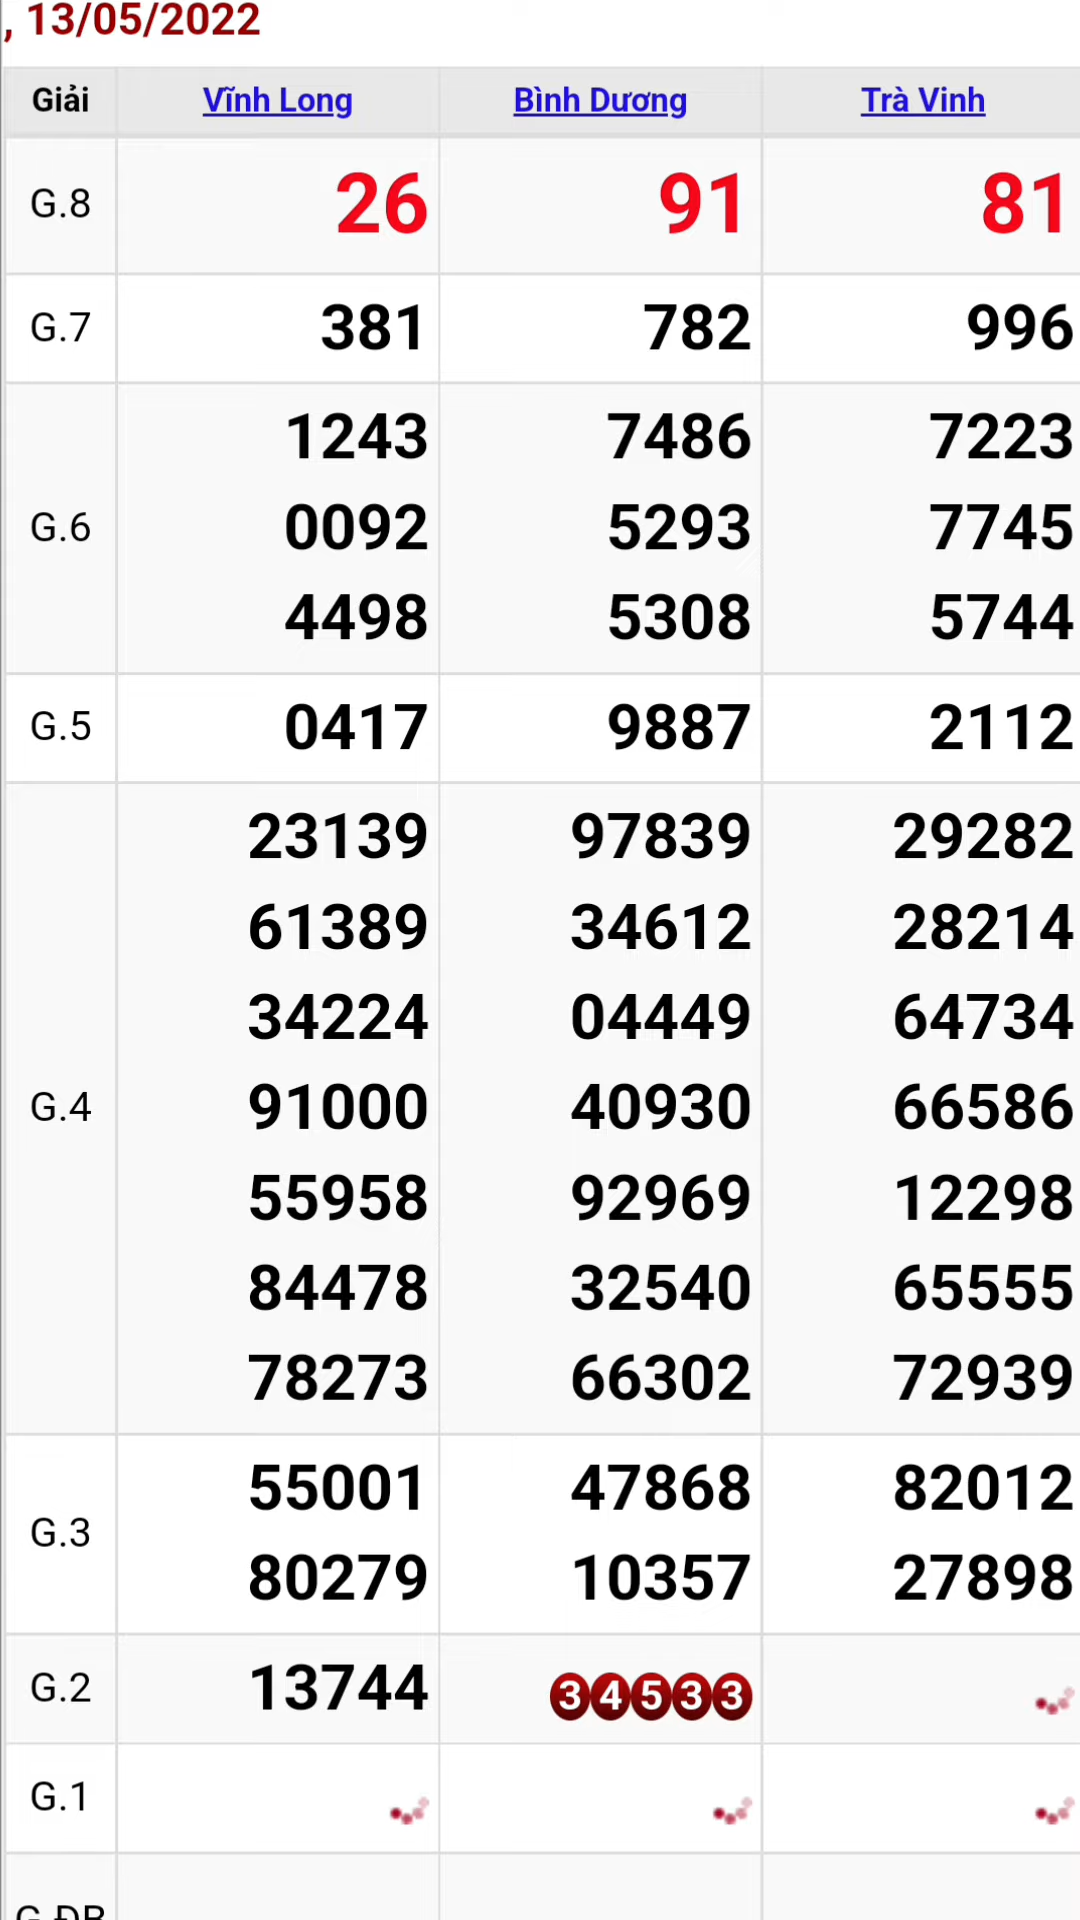 , 13/05/2022
Giải Vĩnh Long Bình Dương Trà Vinh
G.8 26 91 81
G.7 381 782 996
1243 7486 7223
G.6 0092 5293 7745
4498 5308 5744
G.5 0417 9887 2112
23139 97839 29282
61389 34612 28214
34224 04449 64734
G.4 91000 40930 66586
55958 92969 12298
84478 32540 65555
78273 66302 72939
G.3
55001 47868 82012
80279 10357 27898
G.2 13744 34533
G.1
G.ĐB